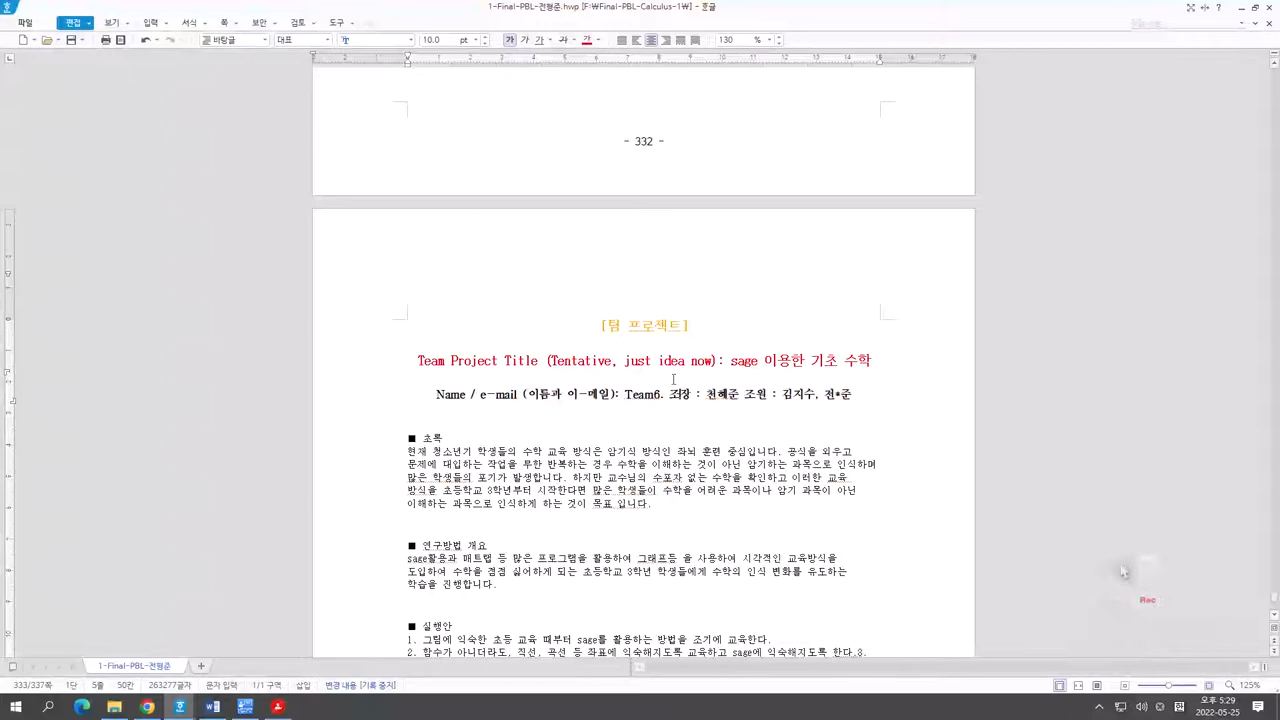 1-Final-PBL-전형준.hwp [F:₩Final-PBL-Calculus-1₩] - 한글
파일 편집 보기 입력 서식 쪽 보안 검토 도구
바탕글 대표 10.0 pt 가 가 가 가 가 130 %
- 332 -
[팀 프로젝트]
Team Project Title (Tentative, just idea now): sage 이용한 기초 수학
Name / e-mail (이름과 이-메일): Team6. 조장 : 천혜준 조원 : 김지수, 전*준
■ 초록
현재 청소년기 학생들의 수학 교육 방식은 암기식 방식인 좌뇌 훈련 중심입니다. 공식을 외우고
문제에 대입하는 작업을 무한 반복하는 경우 수학을 이해하는 것이 아닌 암기하는 과목으로 인식하며
많은 학생들의 포기가 발생합니다. 하지만 교수님의 수포자 없는 수학을 확인하고 이러한 교육
방식을 초등학교 3학년부터 시작한다면 많은 학생들이 수학을 어려운 과목이나 암기 과목이 아닌
이해하는 과목으로 인식하게 하는 것이 목표 입니다.
■ 연구방법 개요
sage활용과 매트랩 등 많은 프로그램을 활용하여 그래프등 을 사용하여 시각적인 교육방식을
도입하여 수학을 점점 싫어하게 되는 초등학교 3학년 학생들에게 수학의 인식 변화를 유도하는
학습을 진행합니다.
■ 실행안
1. 그림에 익숙한 초등 교육 때부터 sage를 활용하는 방법을 조기에 교육한다.
2. 함수가 아니더라도, 직선, 곡선 등 좌표에 익숙해지도록 교육하고 sage에 익숙해지도록 한다.3.
Rec
1-Final-PBL-전형준
333/337쪽 1단 5줄 50칸 263277글자 문자 입력 1/1 구역 삽입 변경 내용 [기록 중지] 125%
오후 5:29
2022-05-25